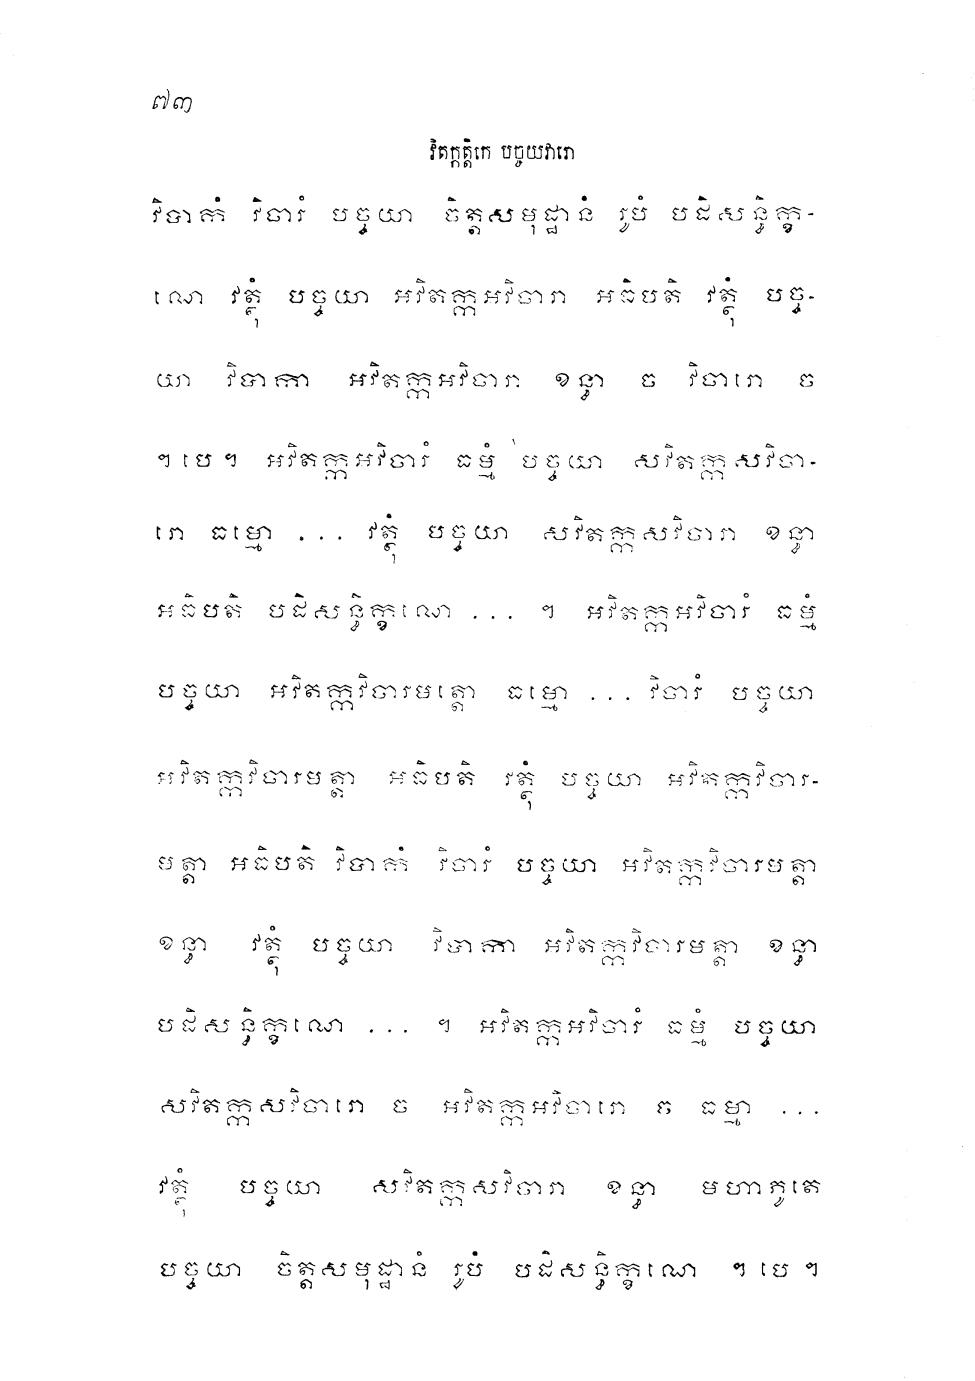 ៧៣
វិតក្កត្តិកេ បច្ចយវារោ
វិបាកំ វិចារំ បច្ចយា ចិត្តសមុដ្ឋានំ រូបំ បដិសន្ធិក្ខ-
ណេ វត្ថុំ បច្ចយា អវិតក្កអវិចារា អធិបតិ វត្ថុំ បច្ច-
យា វិបាកា អវិតក្កអវិចារា ខន្ធា ច វិចារោ ច
។ បេ ។ អវិតក្កអវិចារំ ធម្មំ បច្ចយា សវិតក្កសវិចា-
រោ ធម្មោ ... វត្ថុំ បច្ចយា សវិតក្កសវិចារា ខន្ធា
អធិបតិ បដិសន្ធិក្ខណេ ... ។ អវិតក្កអវិចារំ ធម្មំ
បច្ចយា អវិតក្កវិចារមត្តោ ធម្មោ ... វិចារំ បច្ចយា
អវិតក្កវិចារមត្តា អធិបតិ វត្ថុំ បច្ចយា អវិតក្កវិចារ-
មត្តា អធិបតិ វិបាកំ វិចារំ បច្ចយា អវិតក្កវិចារមត្តា
ខន្ធា វត្ថុំ បច្ចយា វិបាកា អវិតក្កវិចារមត្តា ខន្ធា
បដិសន្ធិក្ខណេ ... ។ អវិតក្កអវិចារំ ធម្មំ បច្ចយា
សវិតក្កសវិចារោ ច អវិតក្កអវិចារោ ច ធម្មា ...
វត្ថុំ បច្ចយា សវិតក្កសវិចារា ខន្ធា មហាភូតេ
បច្ចយា ចិត្តសមុដ្ឋានំ រូបំ បដិសន្ធិក្ខណេ ។ បេ ។